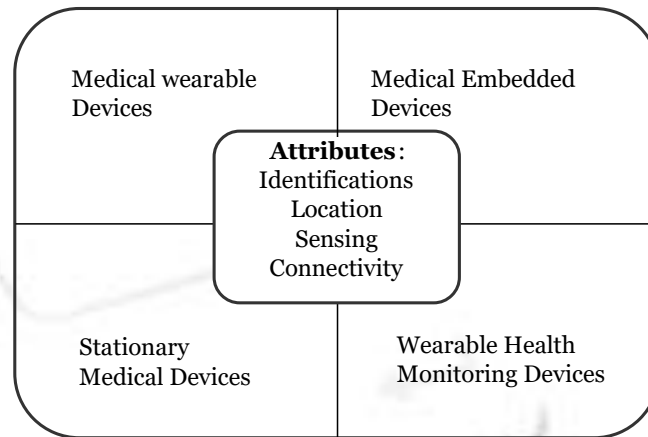 Medical wearable
Devices
Medical Embedded
Devices
Attributes:
Identifications
Location
Sensing
Connectivity
Stationary
Medical Devices
Wearable Health
Monitoring Devices